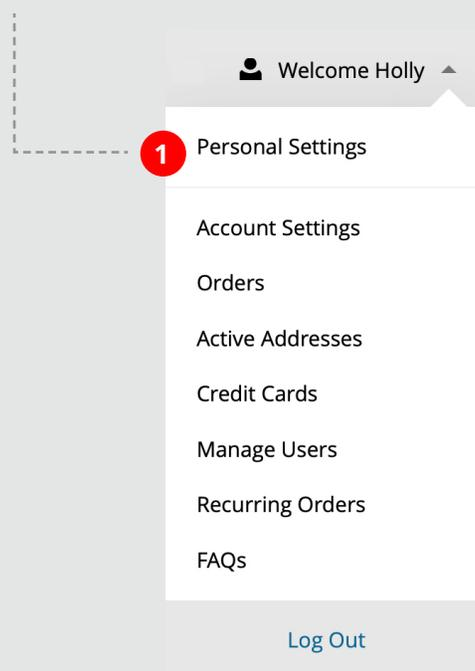 Welcome Holly
1
Personal Settings
Account Settings
Orders
Active Addresses
Credit Cards
Manage Users
Recurring Orders
FAQs
Log Out